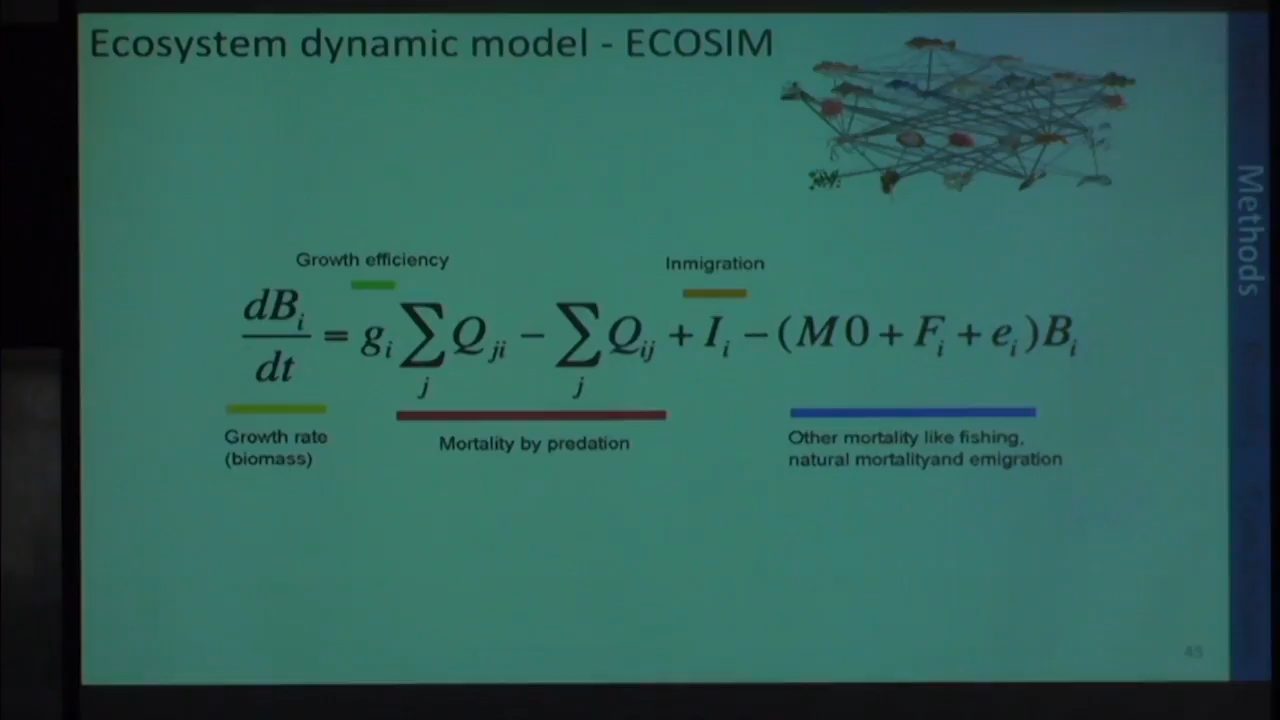 Ecosystem dynamic model - ECOSIM
Methods
Growth efficiency
Inmigration
dB_i/dt = g_i ∑_j Q_ji − ∑_j Q_ij + I_i − (M0 + F_i + e_i)B_i
Growth rate
(biomass)
Mortality by predation
Other mortality like fishing,
natural mortalityand emigration